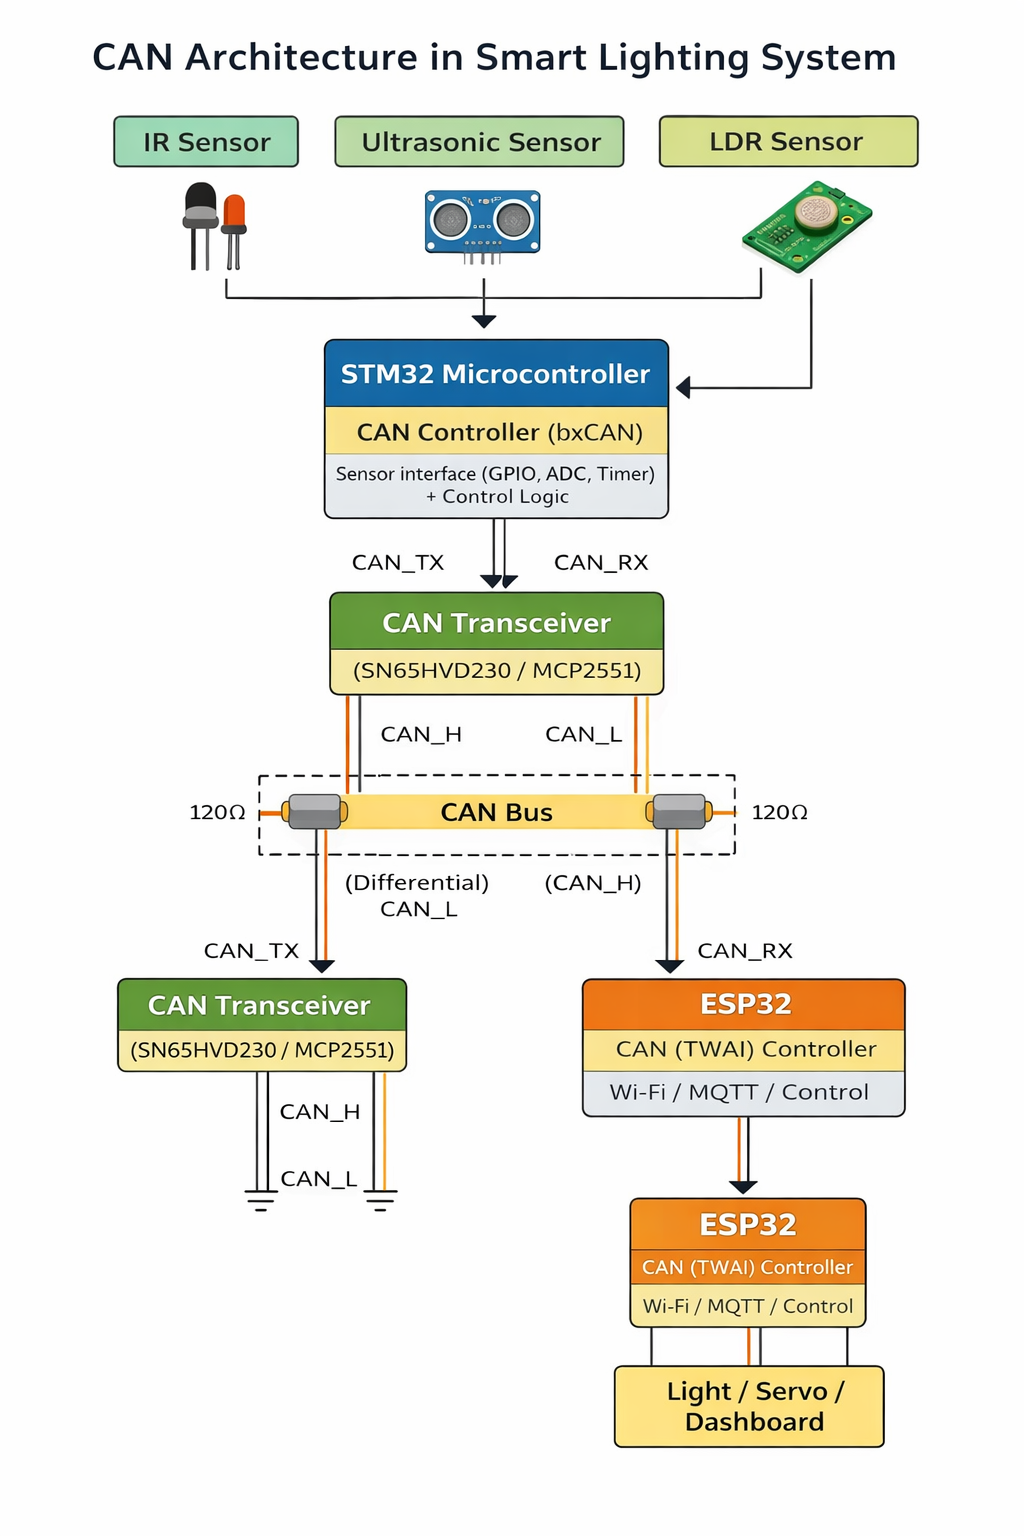 CAN Architecture in Smart Lighting System
IR Sensor
Ultrasonic Sensor
LDR Sensor
STM32 Microcontroller
CAN Controller (bxCAN)
Sensor interface (GPIO, ADC, Timer)
+ Control Logic
CAN_TX
CAN_RX
CAN Transceiver
(SN65HVD230 / MCP2551)
CAN_H
CAN_L
120Ω
CAN Bus
120Ω
(Differential)
CAN_L
(CAN_H)
CAN_TX
CAN_RX
CAN Transceiver
(SN65HVD230 / MCP2551)
CAN_H
CAN_L
ESP32
CAN (TWAI) Controller
Wi-Fi / MQTT / Control
ESP32
CAN (TWAI) Controller
Wi-Fi / MQTT / Control
Light / Servo /
Dashboard